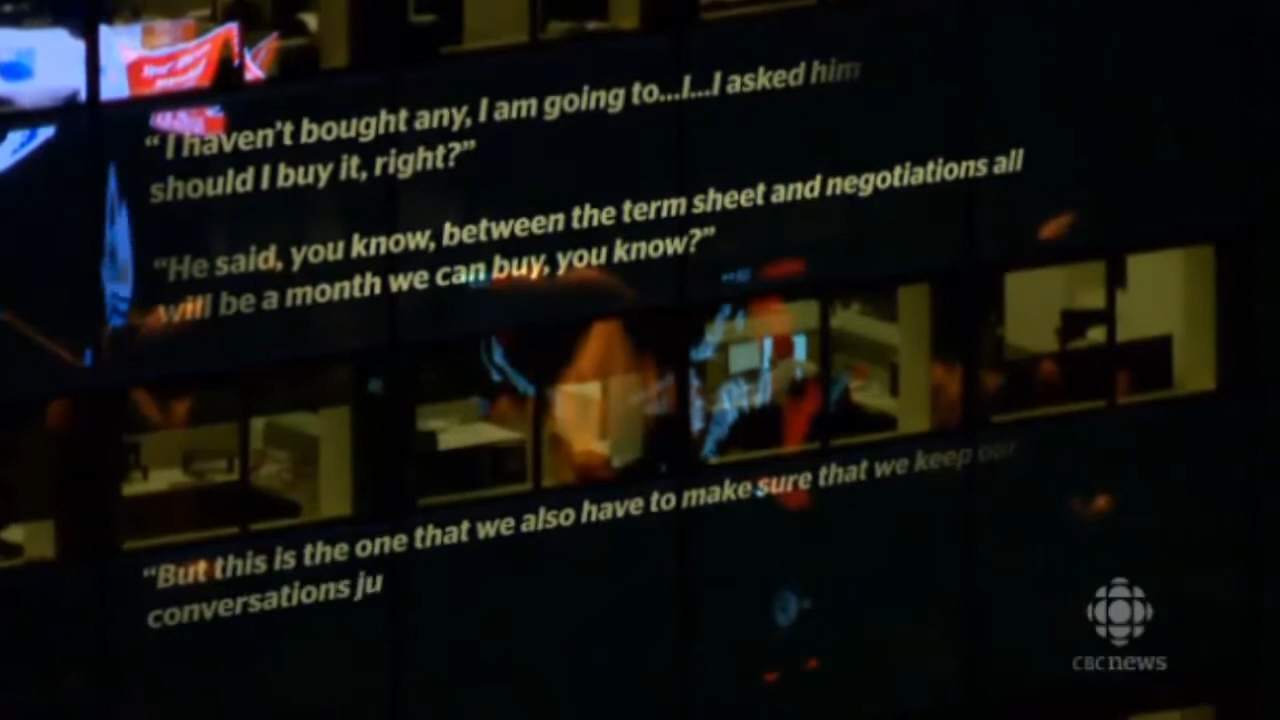 “I haven’t bought any, I am going to...I...I asked him
should I buy it, right?”
“He said, you know, between the term sheet and negotiations all
will be a month we can buy, you know?”
“But this is the one that we also have to make sure that we keep our
conversations ju
CBC news